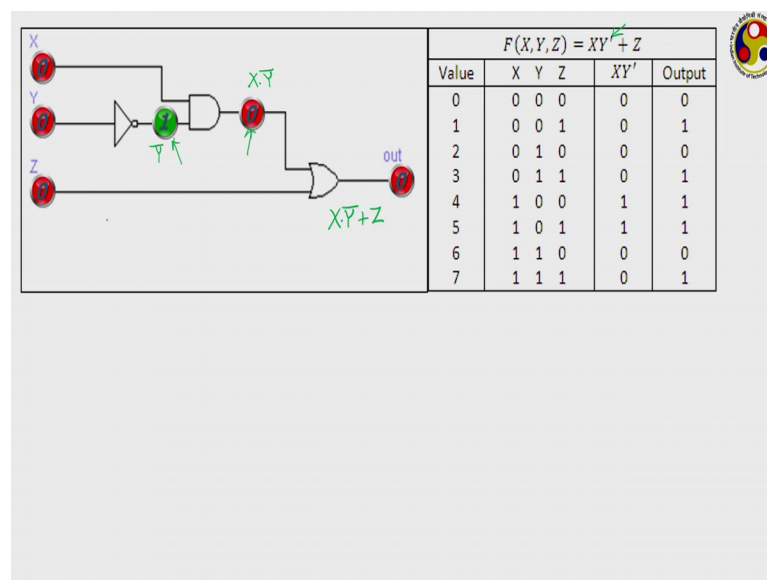 X
0
Y
0
1
Y̅
X.Y̅
0
Z
0
out
0
X.Y̅+Z
F(X,Y,Z) = XY' + Z
Value X Y Z XY' Output
0 0 0 0 0 0
1 0 0 1 0 1
2 0 1 0 0 0
3 0 1 1 0 1
4 1 0 0 1 1
5 1 0 1 1 1
6 1 1 0 0 0
7 1 1 1 0 1